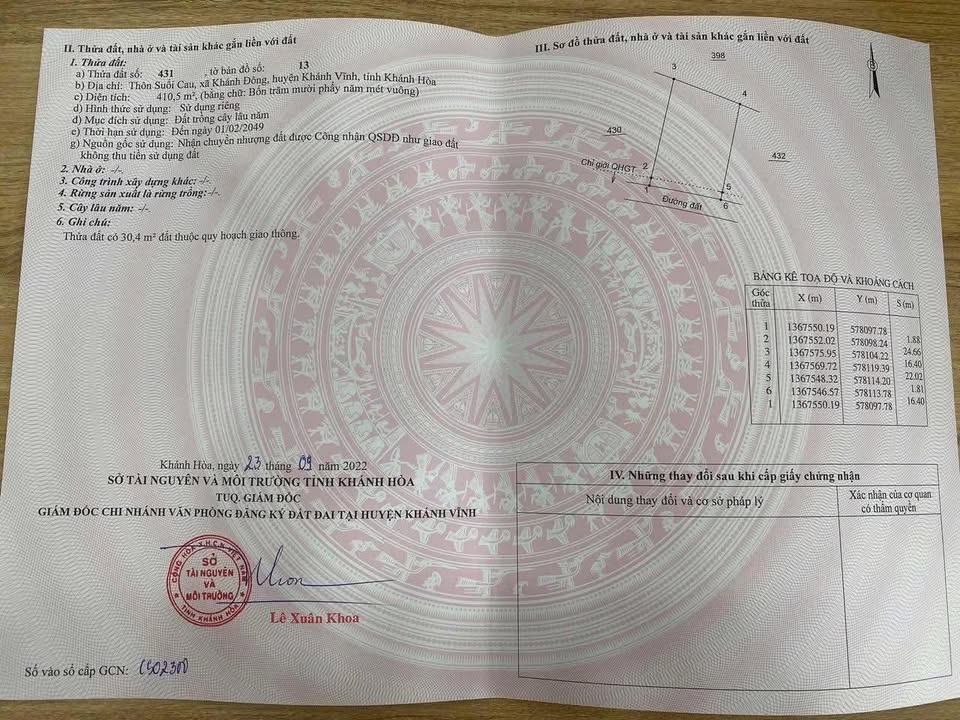 II. Thửa đất, nhà ở và tài sản khác gắn liền với đất
1. Thửa đất:
a) Thửa đất số: 431 , tờ bản đồ số: 13
b) Địa chỉ: Thôn Suối Cau, xã Khánh Đông, huyện Khánh Vĩnh, tỉnh Khánh Hòa
c) Diện tích: 410,5 m², (bằng chữ: Bốn trăm mười phẩy năm mét vuông)
d) Hình thức sử dụng: Sử dụng riêng
đ) Mục đích sử dụng: Đất trồng cây lâu năm
e) Thời hạn sử dụng: Đến ngày 01/02/2049
g) Nguồn gốc sử dụng: Nhận chuyển nhượng đất được Công nhận QSDĐ như giao đất
không thu tiền sử dụng đất
2. Nhà ở: -/-.
3. Công trình xây dựng khác: -/-.
4. Rừng sản xuất là rừng trồng:-/-.
5. Cây lâu năm: -/-.
6. Ghi chú:
Thửa đất có 30,4 m² đất thuộc quy hoạch giao thông.
Khánh Hòa, ngày 23 tháng 09 năm 2022
SỞ TÀI NGUYÊN VÀ MÔI TRƯỜNG TỈNH KHÁNH HÒA
TUQ. GIÁM ĐỐC
GIÁM ĐỐC CHI NHÁNH VĂN PHÒNG ĐĂNG KÝ ĐẤT ĐAI TẠI HUYỆN KHÁNH VĨNH
CỘNG HÒA X.H.C.N VIỆT NAM
SỞ
TÀI NGUYÊN
VÀ
MÔI TRƯỜNG
TỈNH KHÁNH HÒA
Lê Xuân Khoa
Số vào sổ cấp GCN:
III. Sơ đồ thửa đất, nhà ở và tài sản khác gắn liền với đất
398
B
3
4
430
432
Chỉ giới QHGT
2
1
5
6
Đường đất
BẢNG KÊ TOẠ ĐỘ VÀ KHOẢNG CÁCH
Góc thửa X (m) Y (m) S (m)
1 1367550.19 578097.78
1.88
2 1367552.02 578098.24
24.66
3 1367575.95 578104.22
16.40
4 1367569.72 578119.39
22.02
5 1367548.32 578114.20
1.81
6 1367546.57 578113.78
16.40
1 1367550.19 578097.78
IV. Những thay đổi sau khi cấp giấy chứng nhận
Nội dung thay đổi và cơ sở pháp lý
Xác nhận của cơ quan
có thẩm quyền